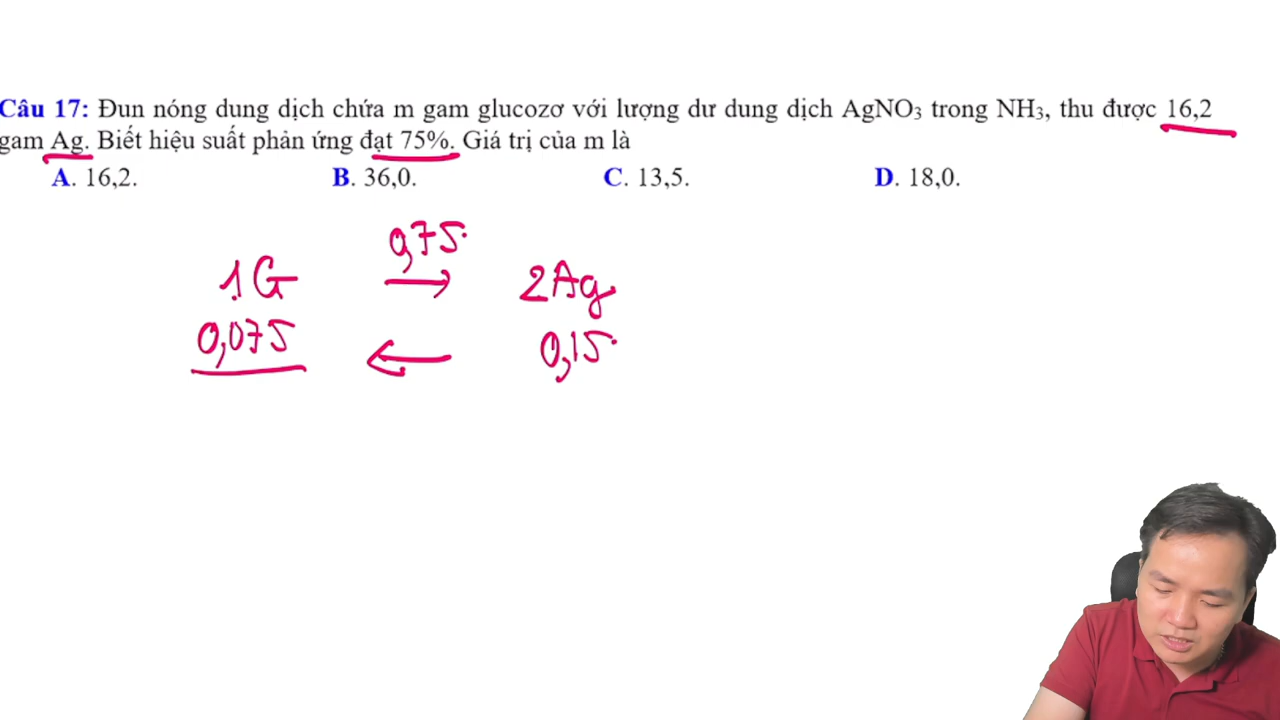 Câu 17: Đun nóng dung dịch chứa m gam glucozơ với lượng dư dung dịch AgNO₃ trong NH₃, thu được 16,2
gam Ag. Biết hiệu suất phản ứng đạt 75%. Giá trị của m là
A. 16,2. B. 36,0. C. 13,5. D. 18,0.
0,75.
1G → 2Ag
0,075 ← 0,15.